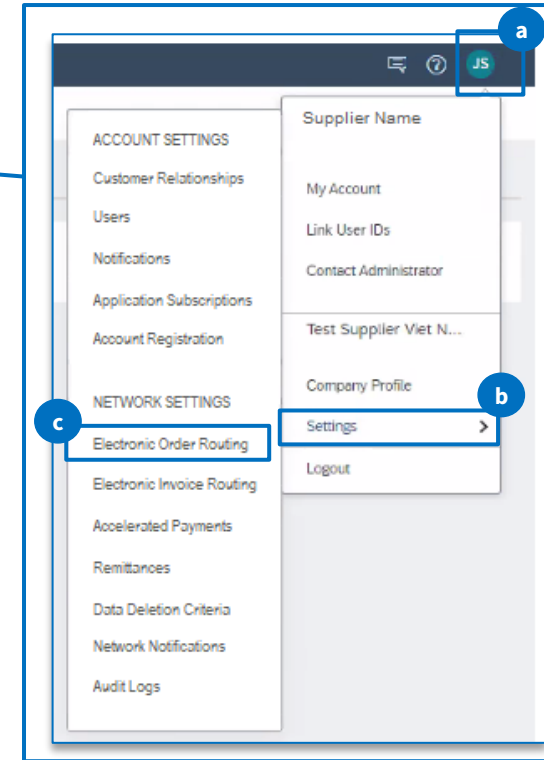 a
JS
ACCOUNT SETTINGS
Customer Relationships
Users
Notifications
Application Subscriptions
Account Registration
NETWORK SETTINGS
c
Electronic Order Routing
Electronic Invoice Routing
Accelerated Payments
Remittances
Data Deletion Criteria
Network Notifications
Audit Logs
Supplier Name
My Account
Link User IDs
Contact Administrator
Test Supplier Viet N...
Company Profile
b
Settings
Logout